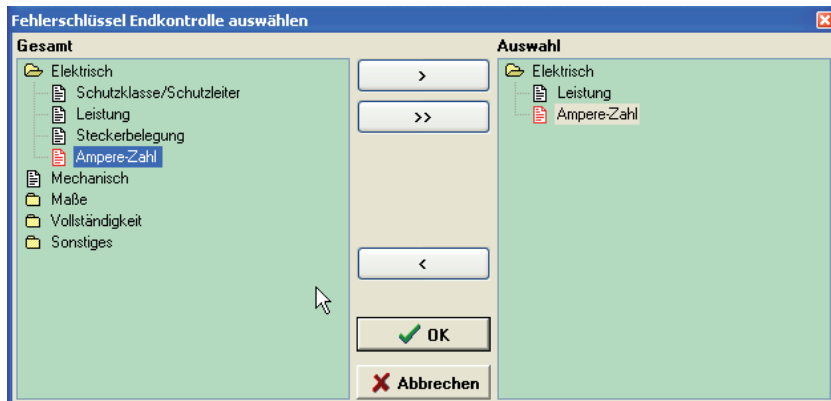 Fehlerschlüssel Endkontrolle auswählen
Gesamt
Elektrisch
Schutzklasse/Schutzleiter
Leistung
Steckerbelegung
Ampere-Zahl
Mechanisch
Maße
Vollständigkeit
Sonstiges
>
>>
<
OK
Abbrechen
Auswahl
Elektrisch
Leistung
Ampere-Zahl